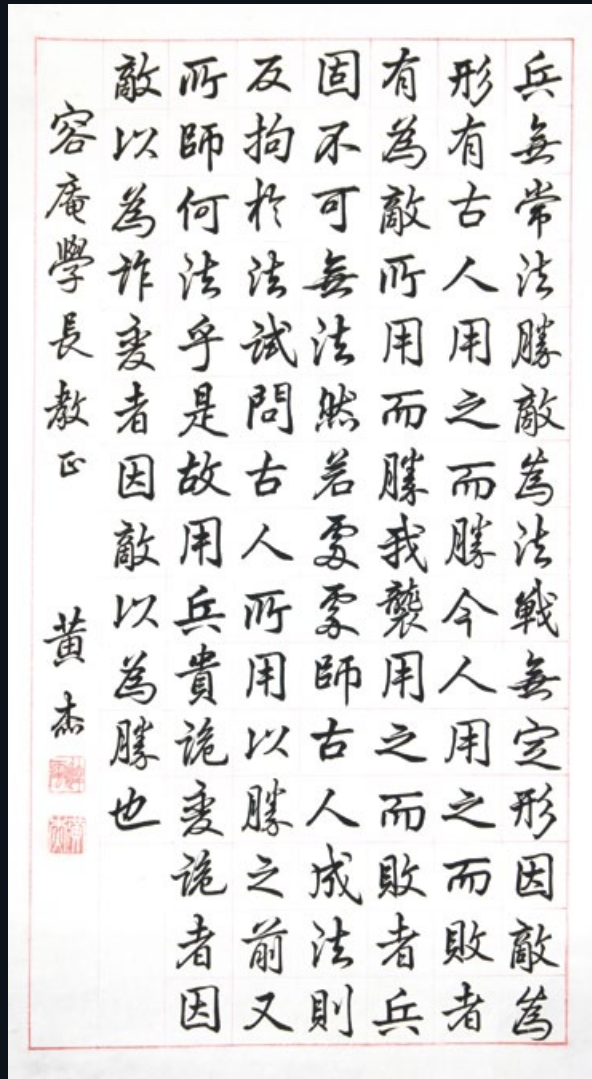 兵無常法勝敵為法戰無定形因敵為
形有古人用之而勝今人用之而敗者
有為敵所用而勝我襲用之而敗者兵
固不可無法然若處處師古人成法則
反拘於法試問古人所用以勝之前又
所師何法乎是故用兵貴詭變詭者因
敵以為詐變者因敵以為勝也
容庵學長教正 黃杰